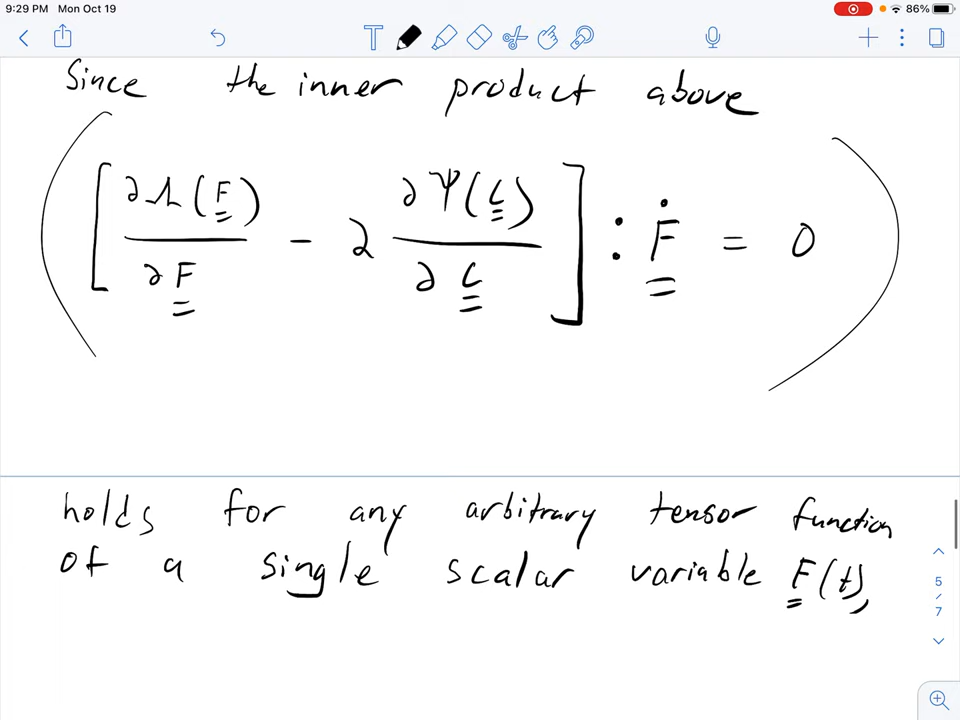 9:29 PM Mon Oct 19
86%
Since the inner product above
( [ ∂Λ(F) / ∂F − 2 ∂Ψ(C) / ∂C ] : Ḟ = 0 )
holds for any arbitrary tensor function
of a single scalar variable F(t),
5
/
7